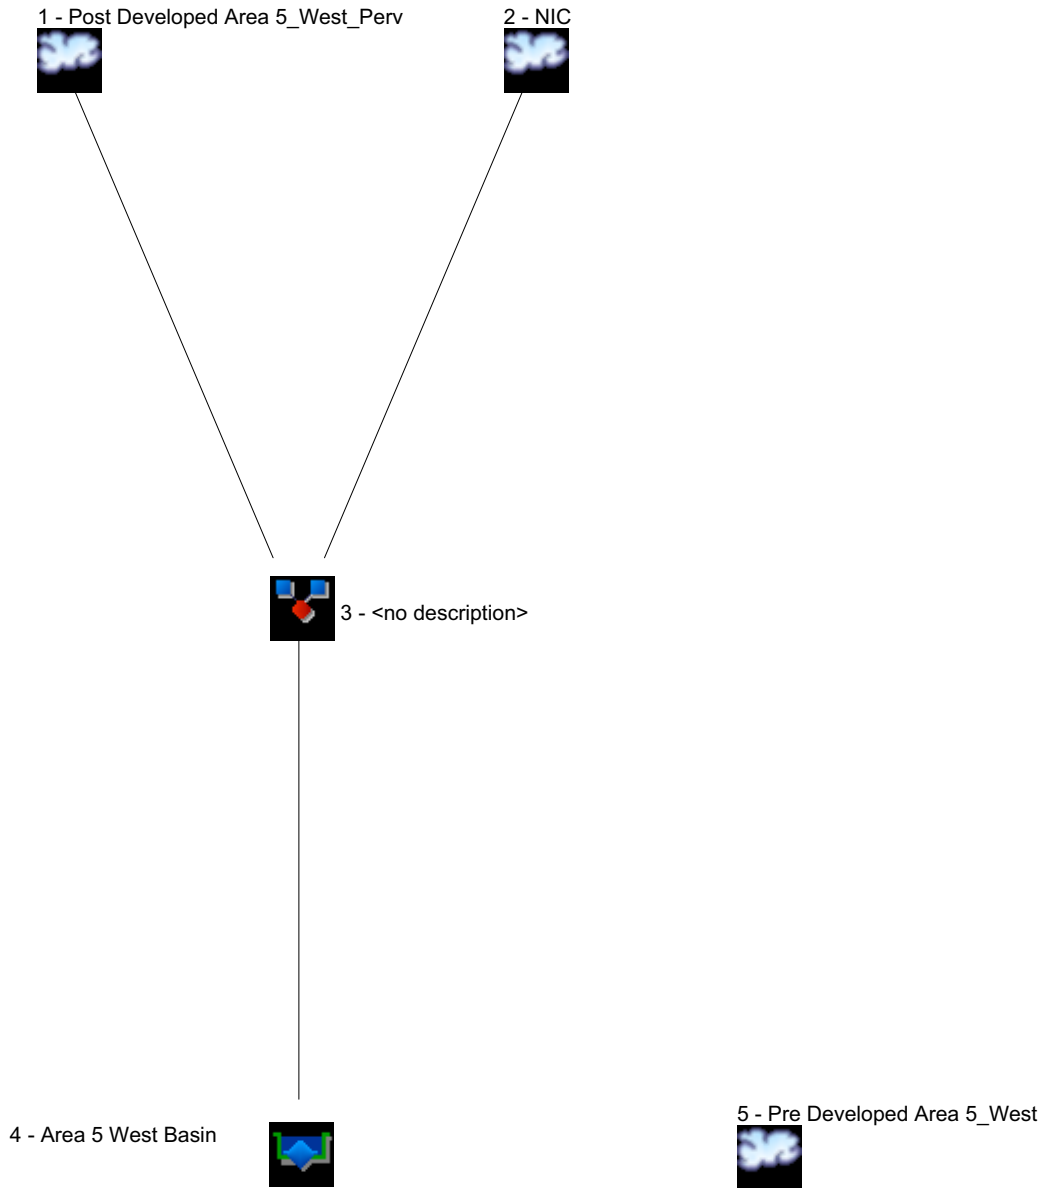 1 - Post Developed Area 5_West_Perv
2 - NIC
3 - <no description>
4 - Area 5 West Basin
5 - Pre Developed Area 5_West